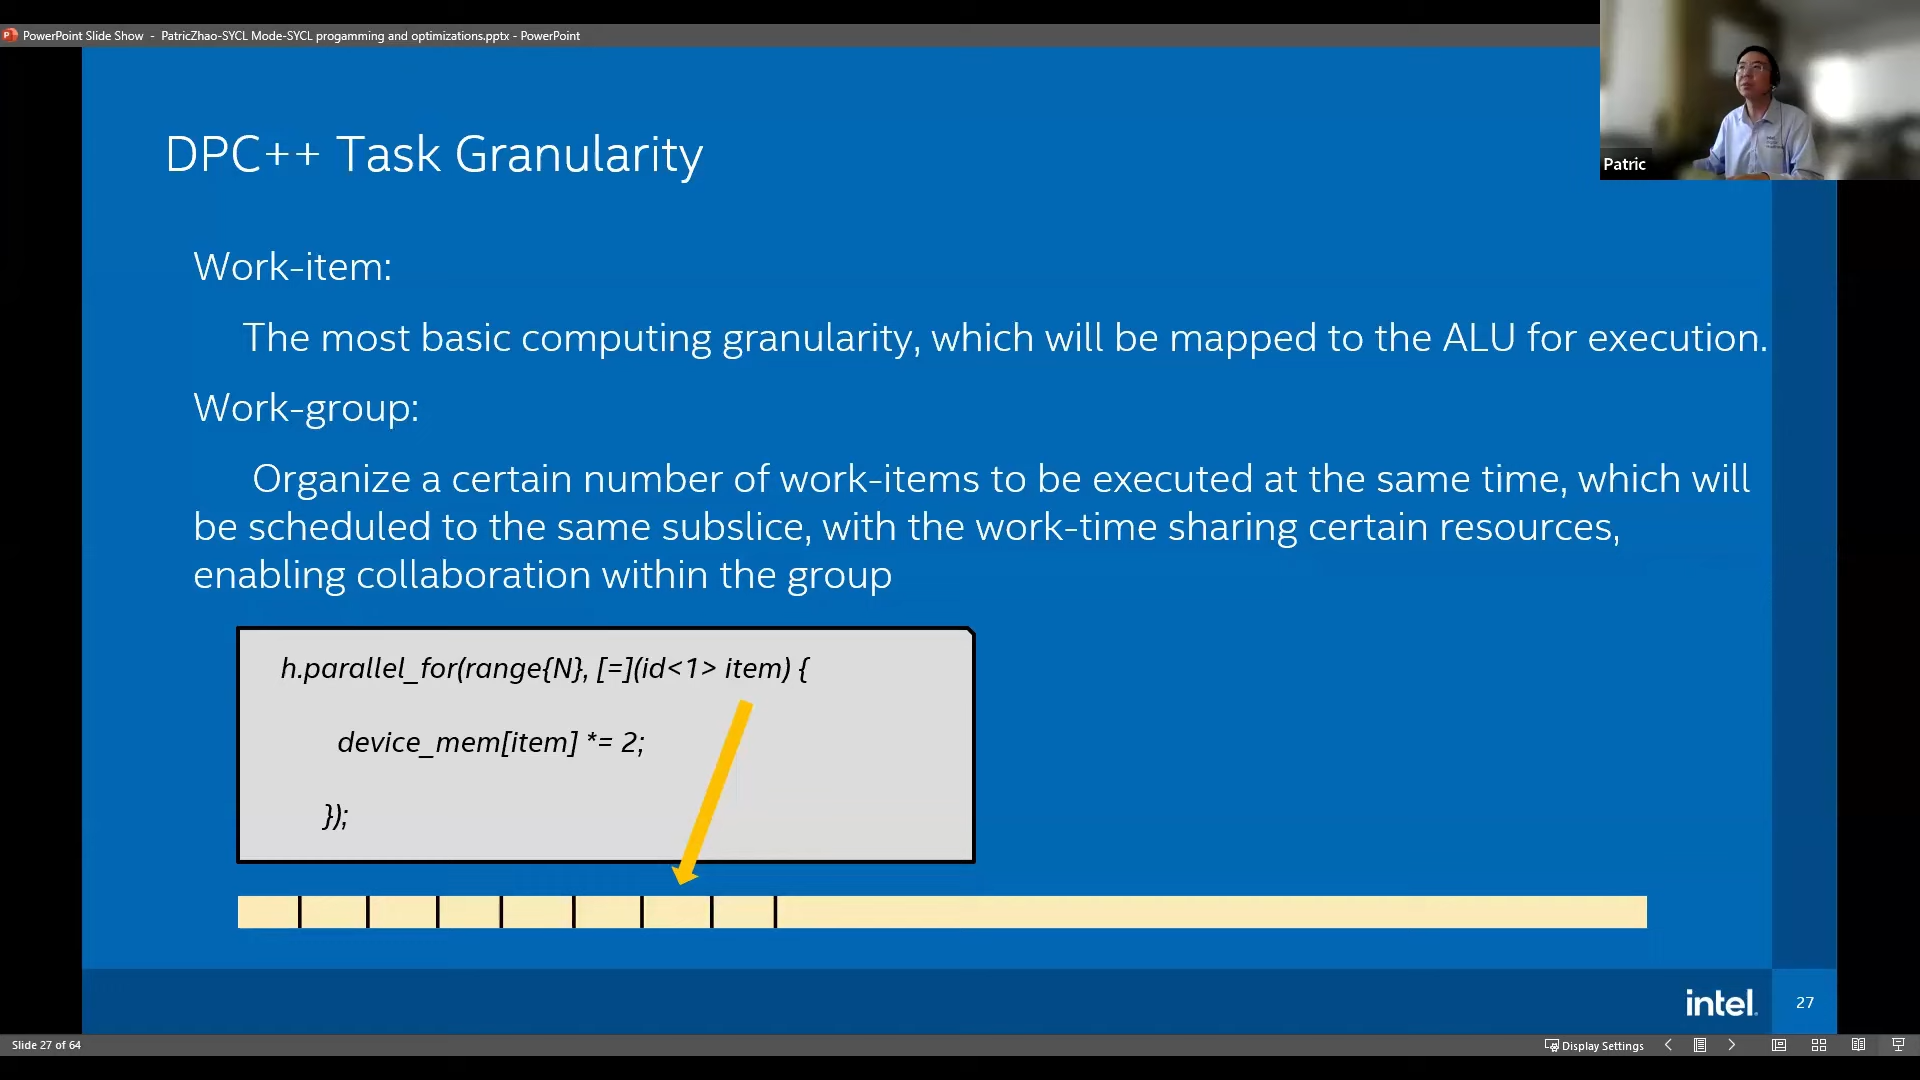 PowerPoint Slide Show - PatricZhao-SYCL Mode-SYCL progamming and optimizations.pptx - PowerPoint
Patric
DPC++ Task Granularity
Work-item:
The most basic computing granularity, which will be mapped to the ALU for execution.
Work-group:
Organize a certain number of work-items to be executed at the same time, which will
be scheduled to the same subslice, with the work-time sharing certain resources,
enabling collaboration within the group
h.parallel_for(range{N}, [=](id<1> item) {
device_mem[item] *= 2;
});
intel.
27
Slide 27 of 64
Display Settings